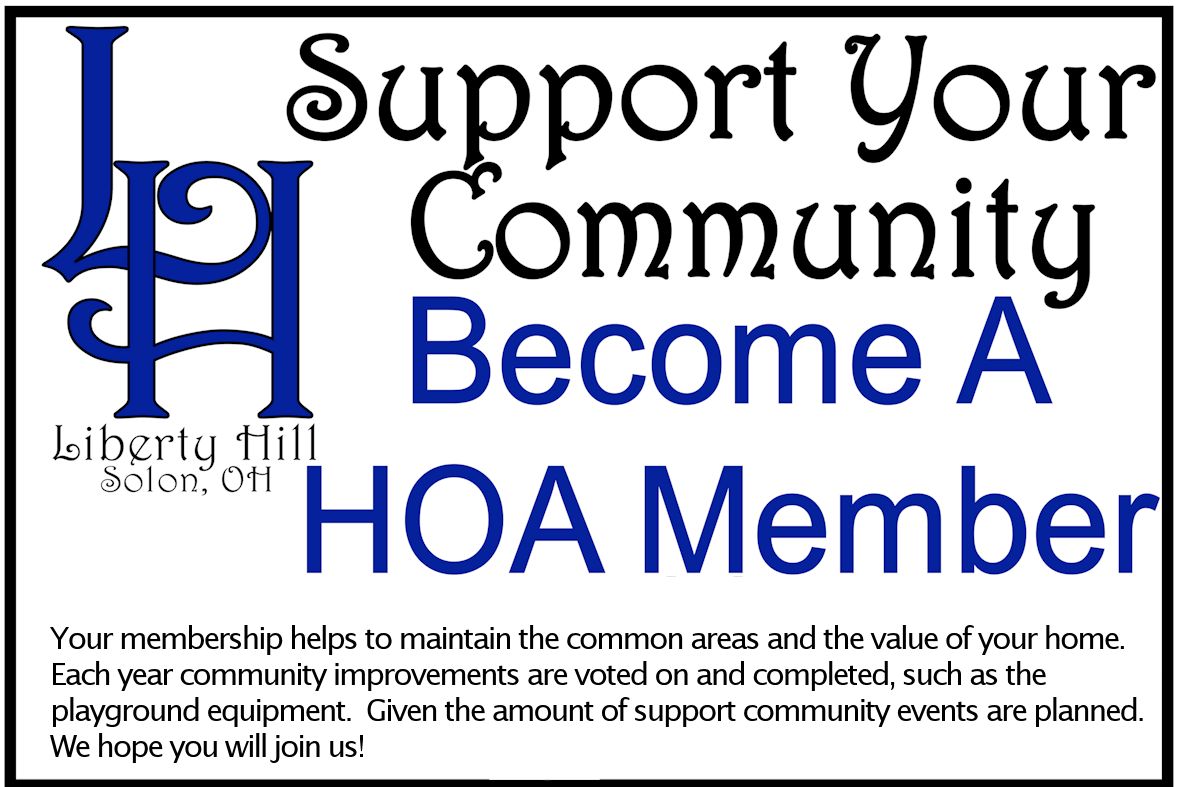 Support Your
Community
Become A
HOA Member
LH
Liberty Hill
Solon, OH
Your membership helps to maintain the common areas and the value of your home.
Each year community improvements are voted on and completed, such as the
playground equipment.  Given the amount of support community events are planned.
We hope you will join us!